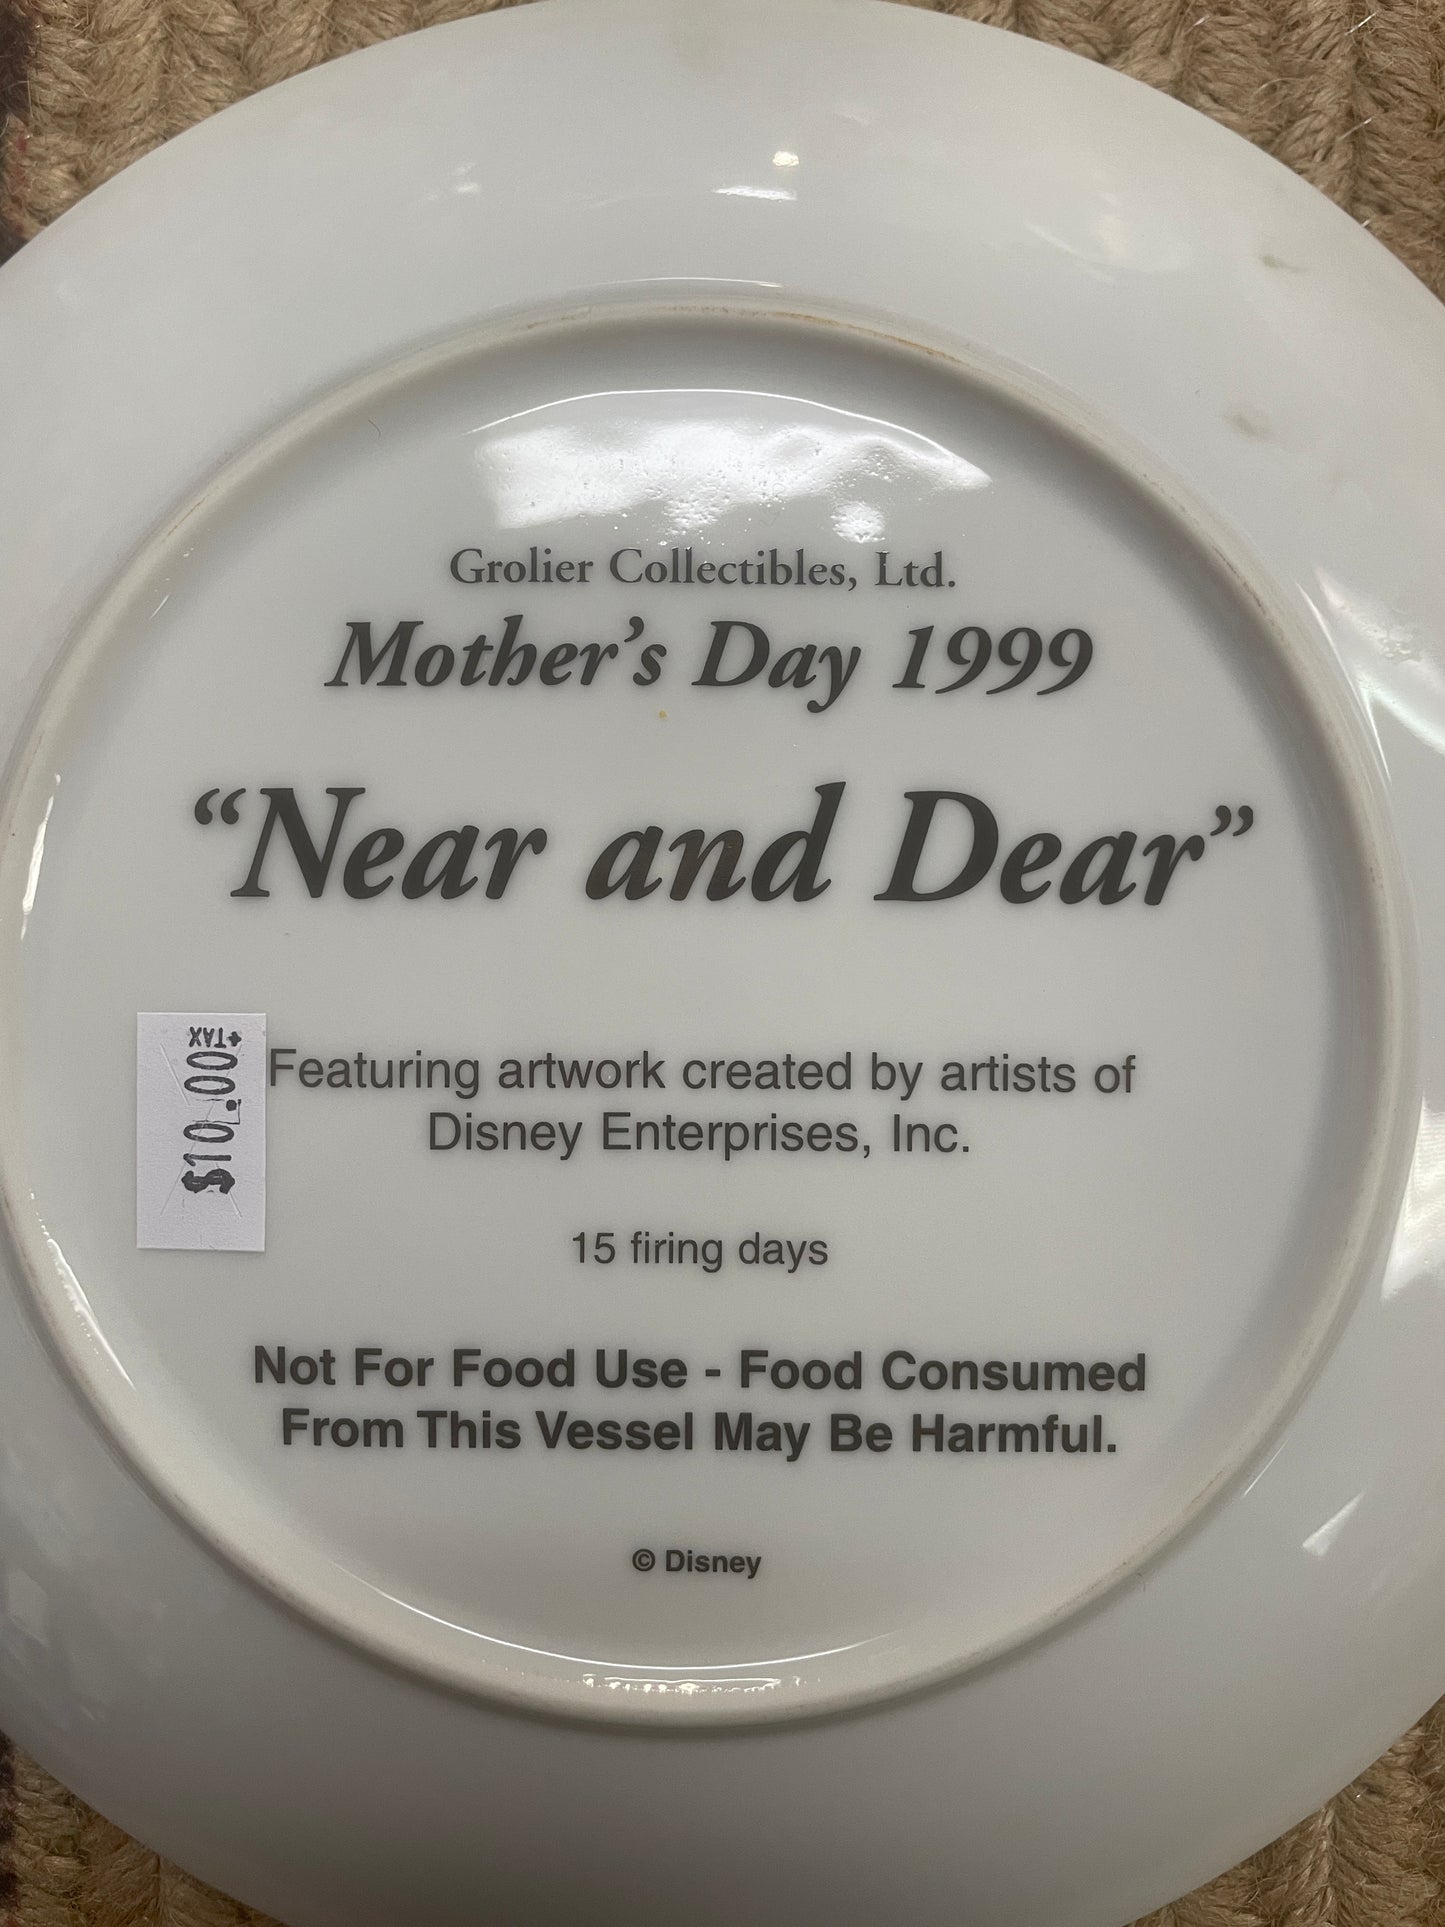 Grolier Collectibles, Ltd.
Mother's Day 1999
"Near and Dear"
$10.00
+TAX
Featuring artwork created by artists of
Disney Enterprises, Inc.
15 firing days
Not For Food Use - Food Consumed
From This Vessel May Be Harmful.
© Disney